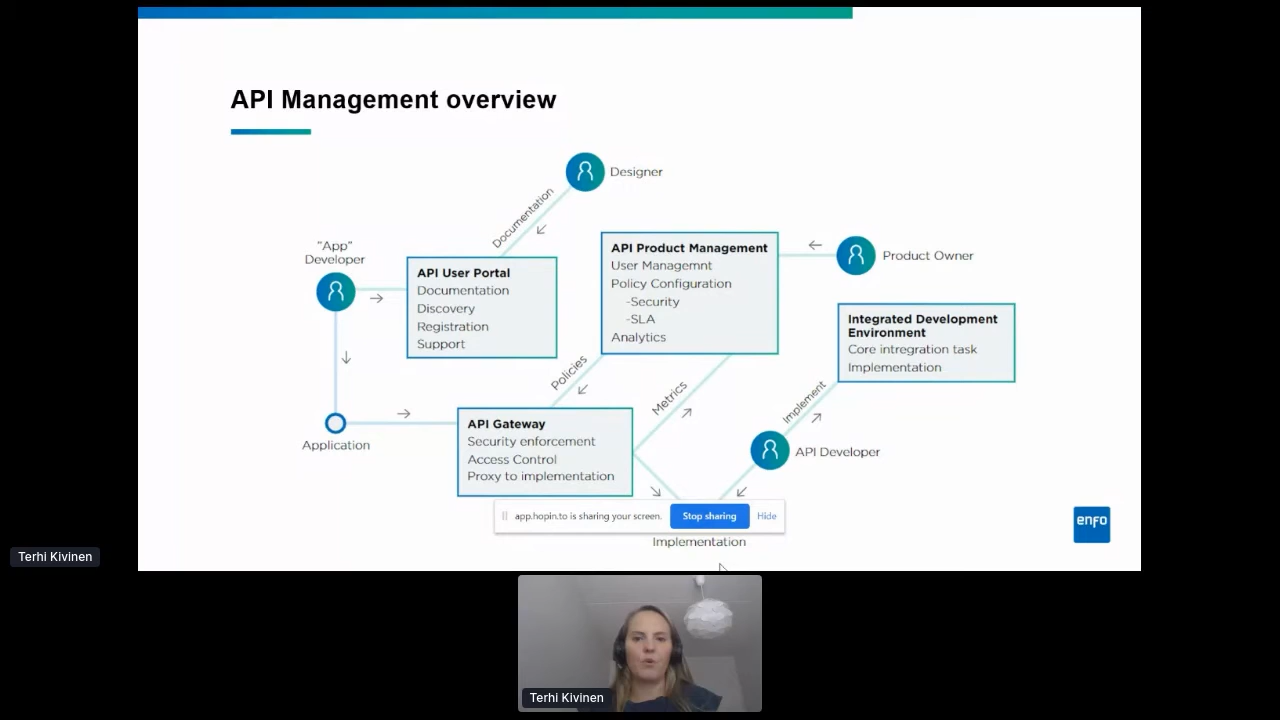 API Management overview
Designer
Documentation
"App"
Developer
API User Portal
Documentation
Discovery
Registration
Support
API Product Management
User Managemnt
Policy Configuration
-Security
-SLA
Analytics
Product Owner
Integrated Development
Environment
Core intregration task
Implementation
Policies
Metrics
Implement
Application
API Gateway
Security enforcement
Access Control
Proxy to implementation
API Developer
app.hopin.to is sharing your screen.
Stop sharing
Hide
Implementation
enfo
Terhi Kivinen
Terhi Kivinen